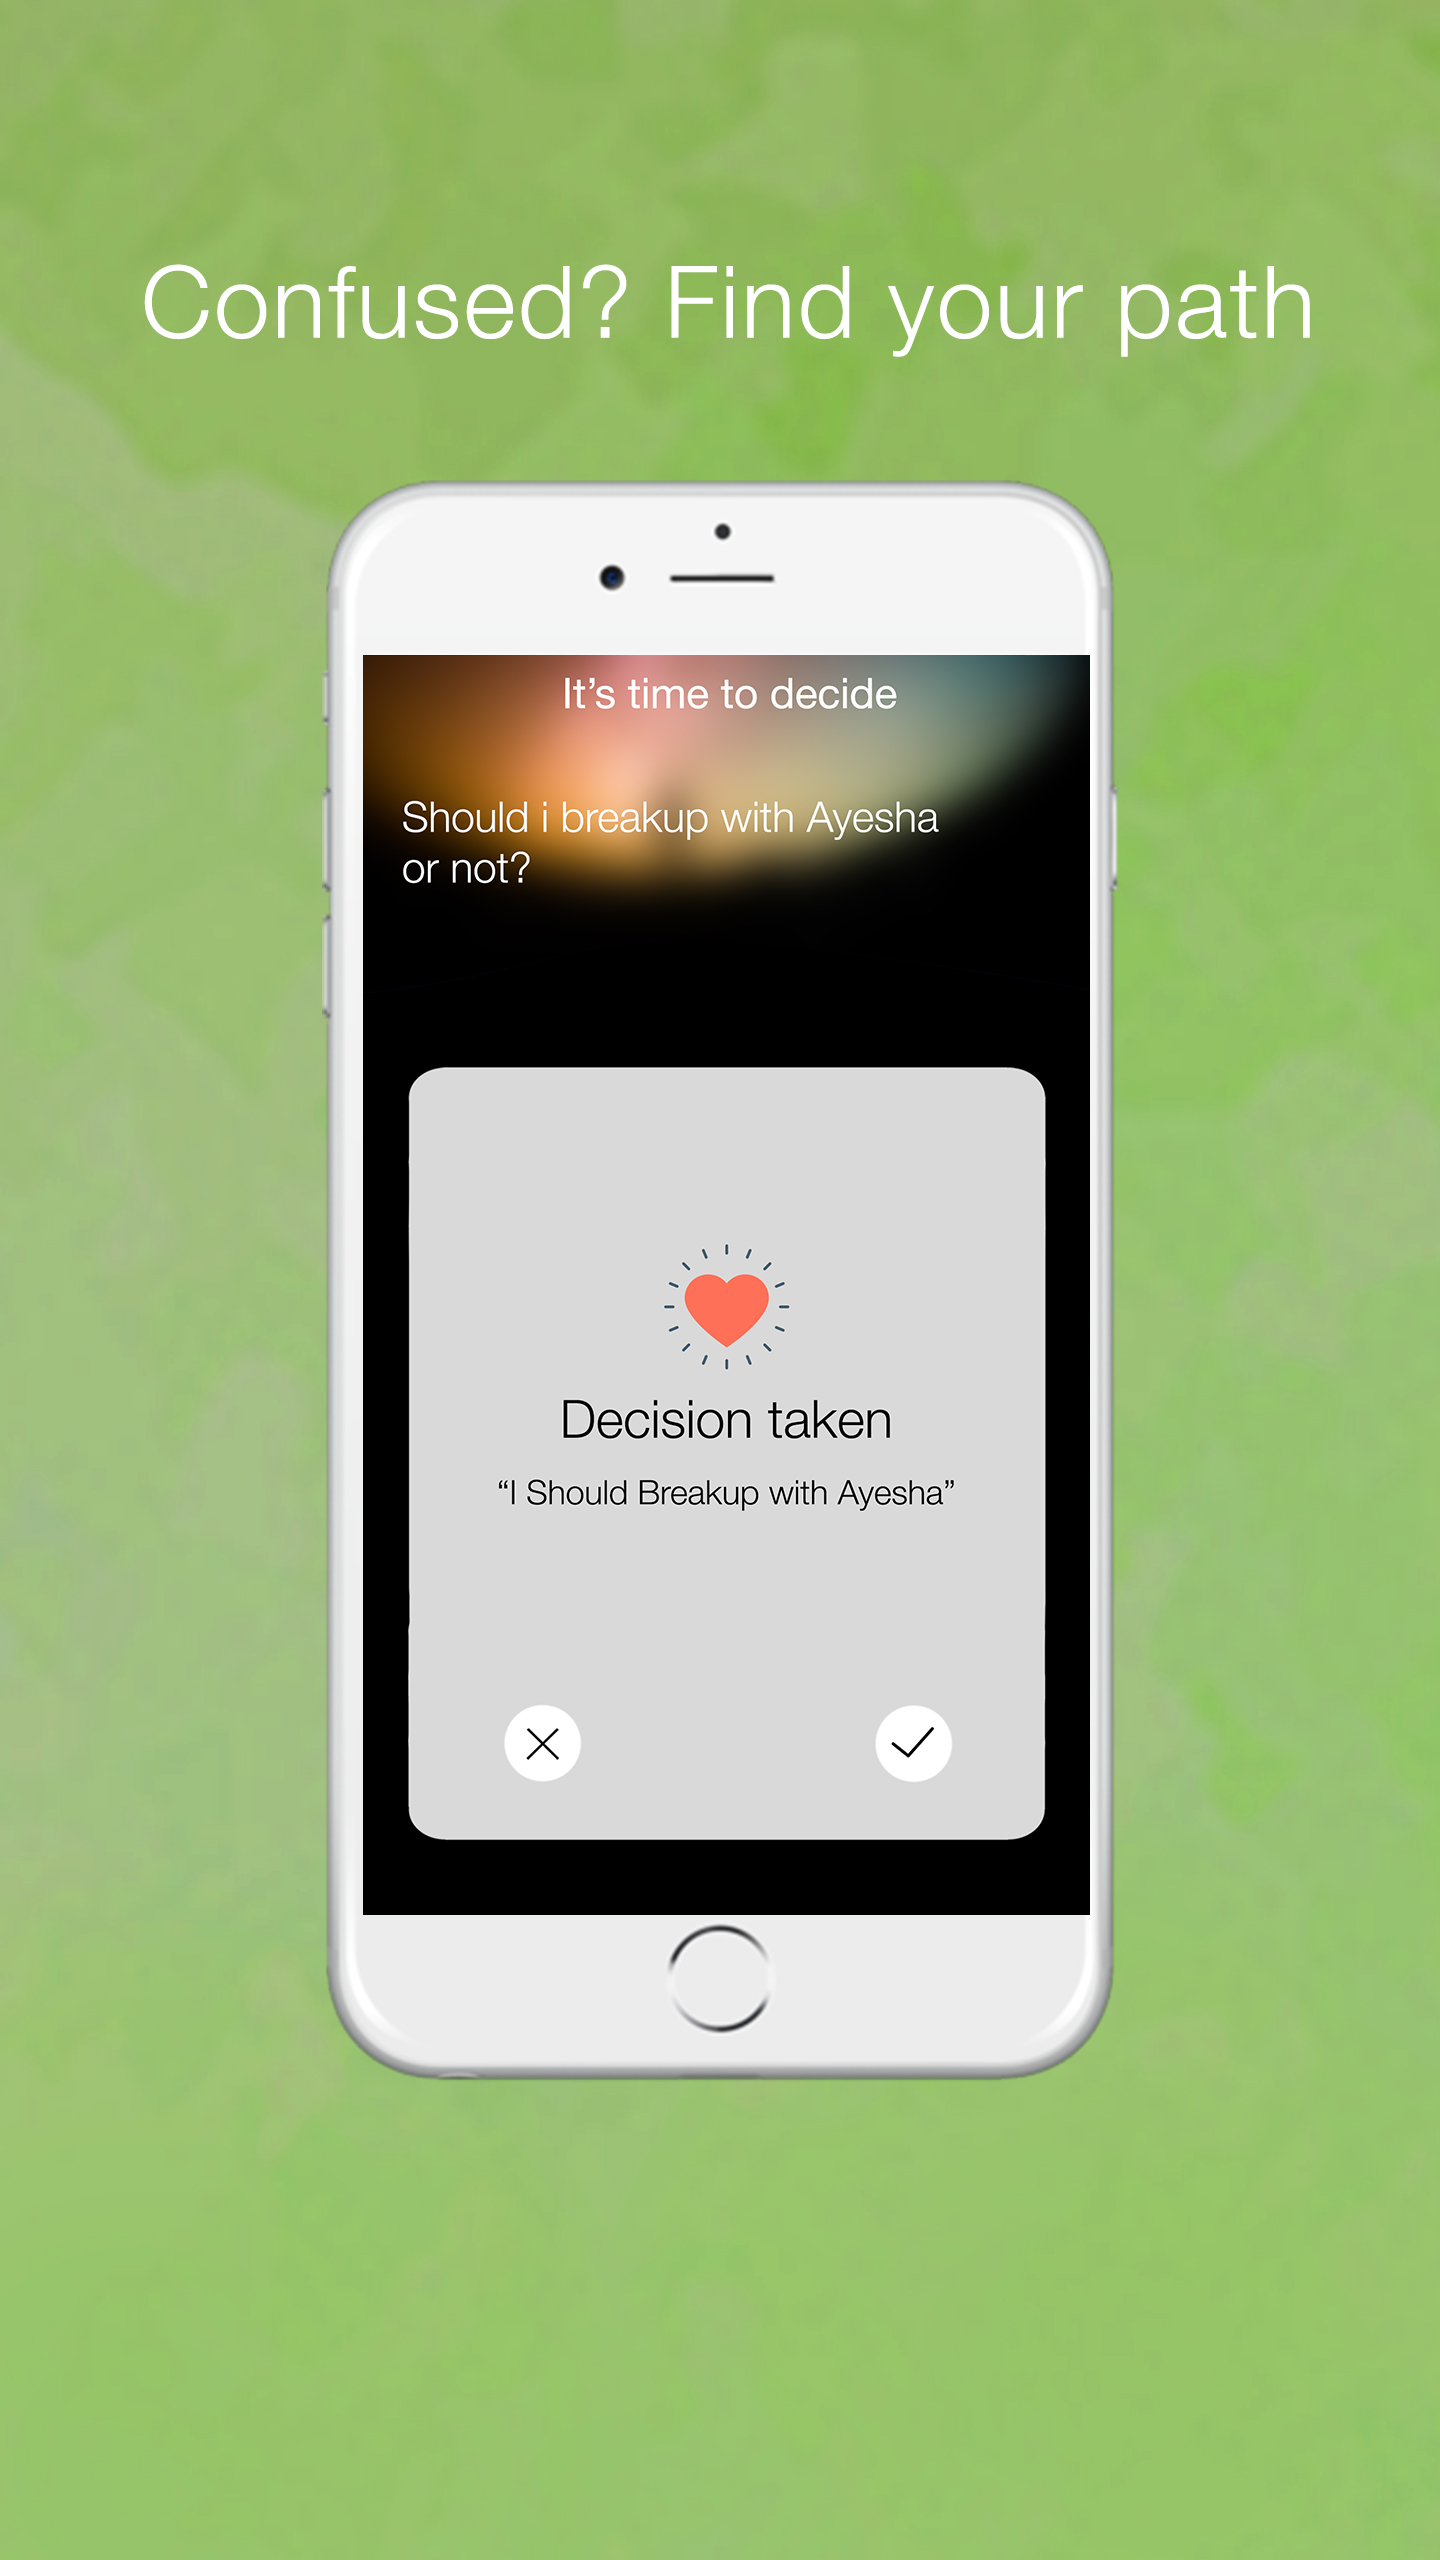 Confused? Find your path
It’s time to decide
Should i breakup with Ayesha
or not?
Decision taken
“I Should Breakup with Ayesha”